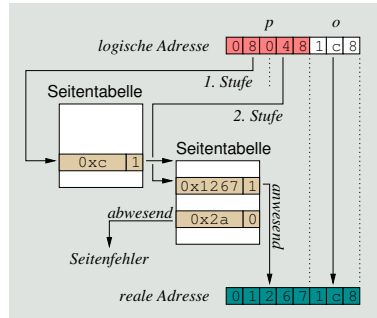 p o
logische Adresse 0 8 0 4 8 1 c 8
1. Stufe
Seitentabelle
2. Stufe
Seitentabelle
0xc 1
0x1267 1
abwesend
0x2a 0
anwesend
Seitenfehler
reale Adresse 0 1 2 6 7 1 c 8